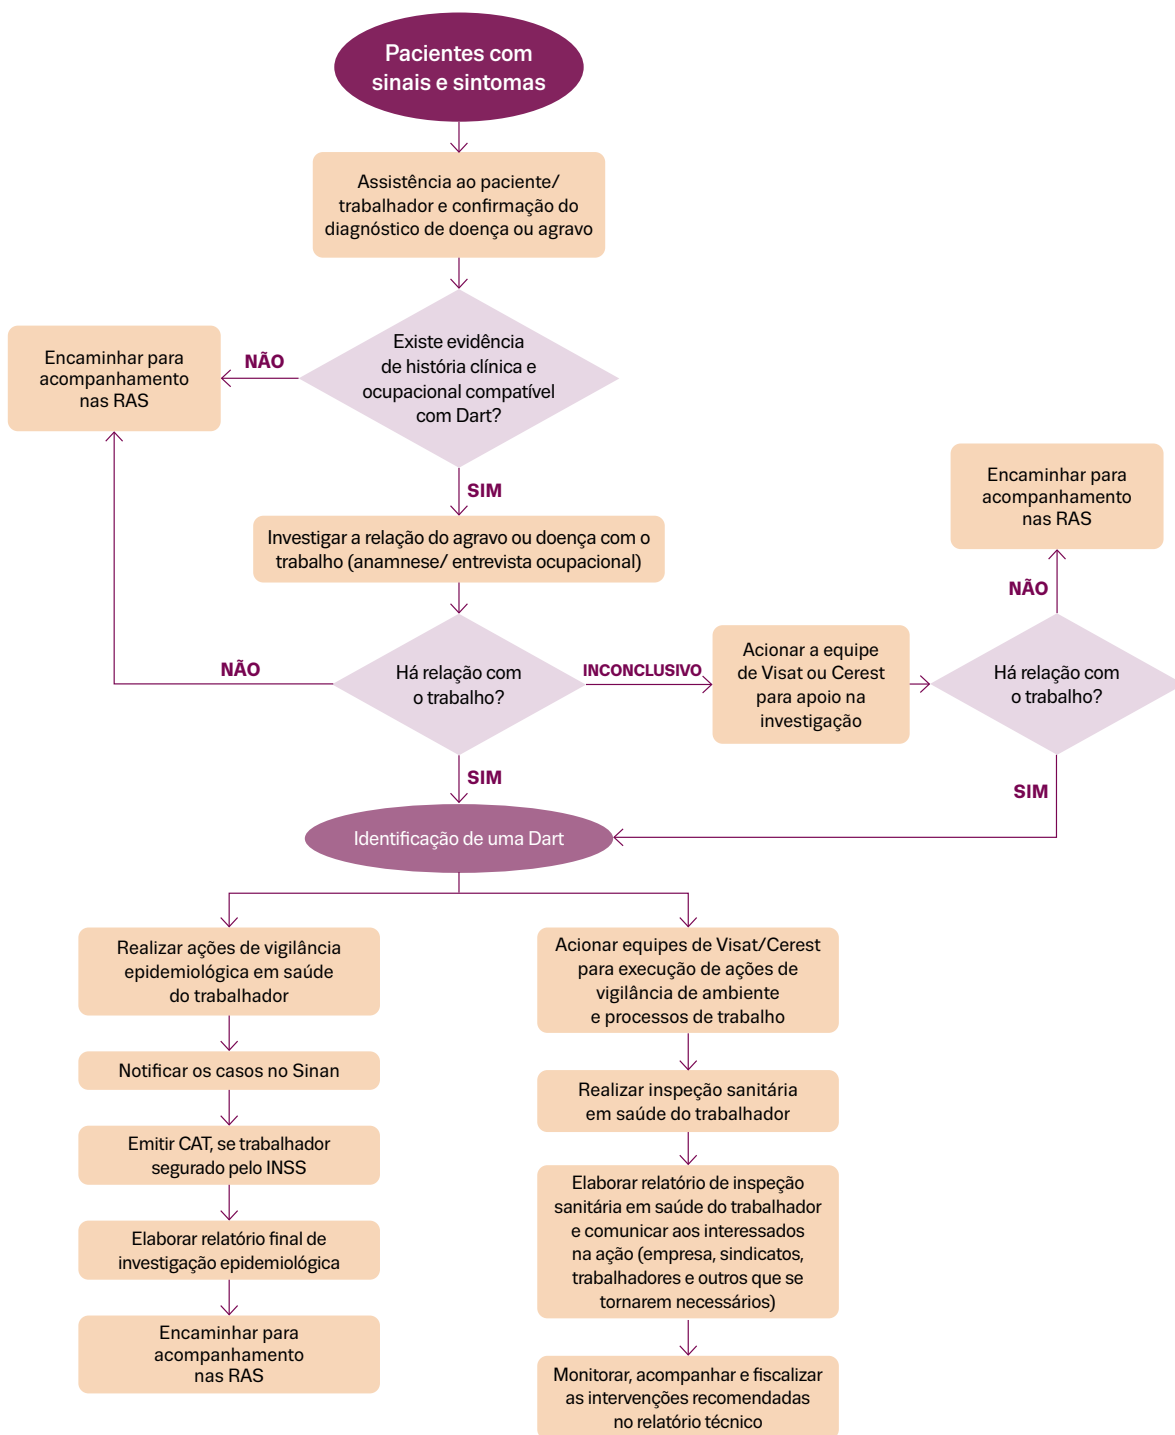 Pacientes com
sinais e sintomas
Assistência ao paciente/
trabalhador e confirmação do
diagnóstico de doença ou agravo
Existe evidência
de história clínica e
ocupacional compatível
com Dart?
NÃO
Encaminhar para
acompanhamento
nas RAS
SIM
Investigar a relação do agravo ou doença com o
trabalho (anamnese/ entrevista ocupacional)
Há relação com
o trabalho?
NÃO
INCONCLUSIVO
Acionar a equipe
de Visat ou Cerest
para apoio na
investigação
Há relação com
o trabalho?
NÃO
Encaminhar para
acompanhamento
nas RAS
SIM
SIM
Identificação de uma Dart
Realizar ações de vigilância
epidemiológica em saúde
do trabalhador
Notificar os casos no Sinan
Emitir CAT, se trabalhador
segurado pelo INSS
Elaborar relatório final de
investigação epidemiológica
Encaminhar para
acompanhamento
nas RAS
Acionar equipes de Visat/Cerest
para execução de ações de
vigilância de ambiente
e processos de trabalho
Realizar inspeção sanitária
em saúde do trabalhador
Elaborar relatório de inspeção
sanitária em saúde do trabalhador
e comunicar aos interessados
na ação (empresa, sindicatos,
trabalhadores e outros que se
tornarem necessários)
Monitorar, acompanhar e fiscalizar
as intervenções recomendadas
no relatório técnico